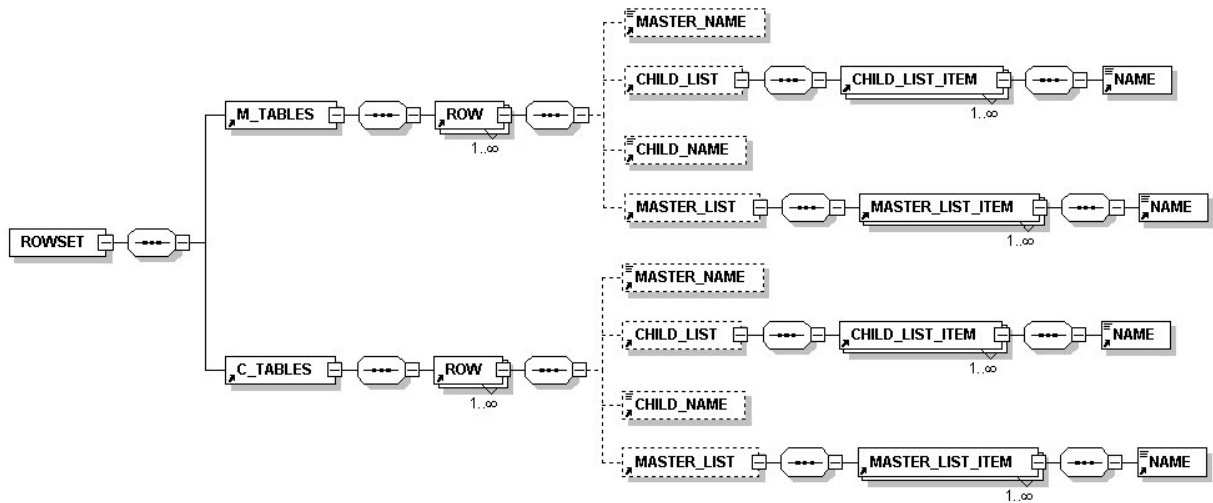 MASTER_NAME
CHILD_LIST CHILD_LIST_ITEM NAME
1..∞
M_TABLES ROW
1..∞
CHILD_NAME
MASTER_LIST MASTER_LIST_ITEM NAME
1..∞
ROWSET
MASTER_NAME
CHILD_LIST CHILD_LIST_ITEM NAME
1..∞
C_TABLES ROW
1..∞
CHILD_NAME
MASTER_LIST MASTER_LIST_ITEM NAME
1..∞